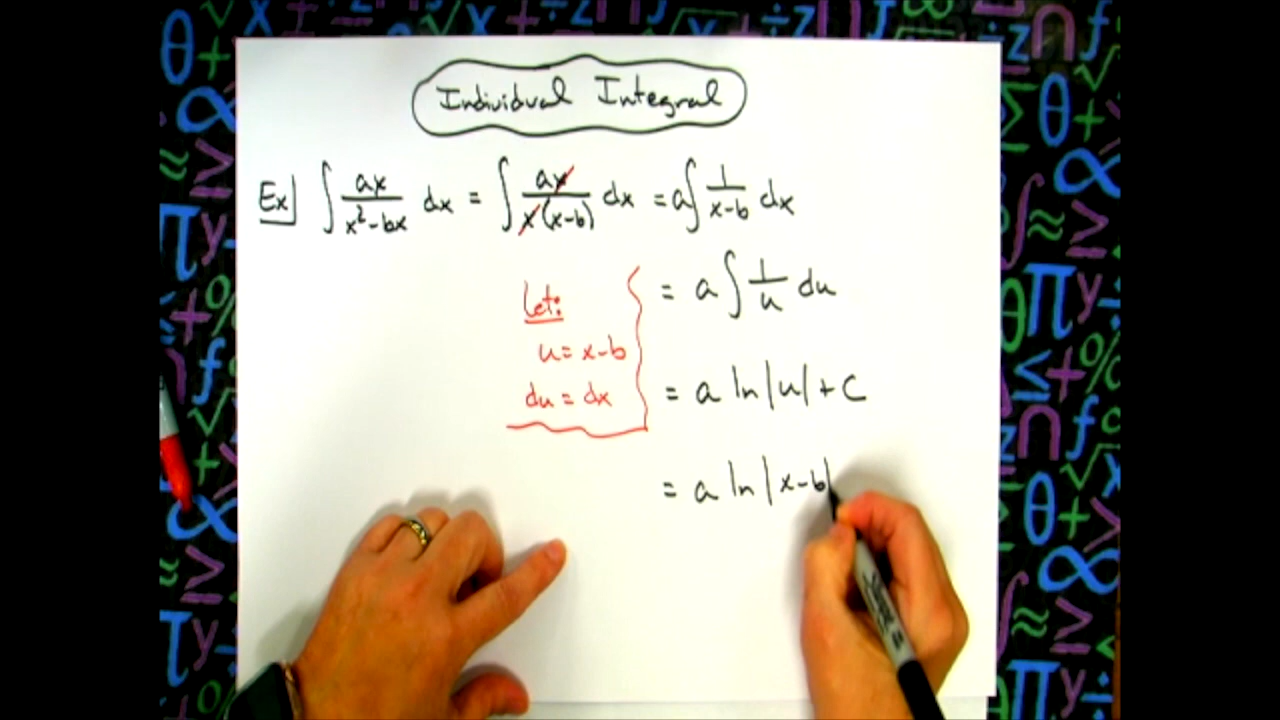 Individual Integral
Ex] ∫ ax/(x²-bx) dx = ∫ ax/(x(x-b)) dx = a∫ 1/(x-b) dx
= a ∫ 1/u du
Let:
u = x-b
du = dx
= a ln|u| + C
= a ln|x-b|